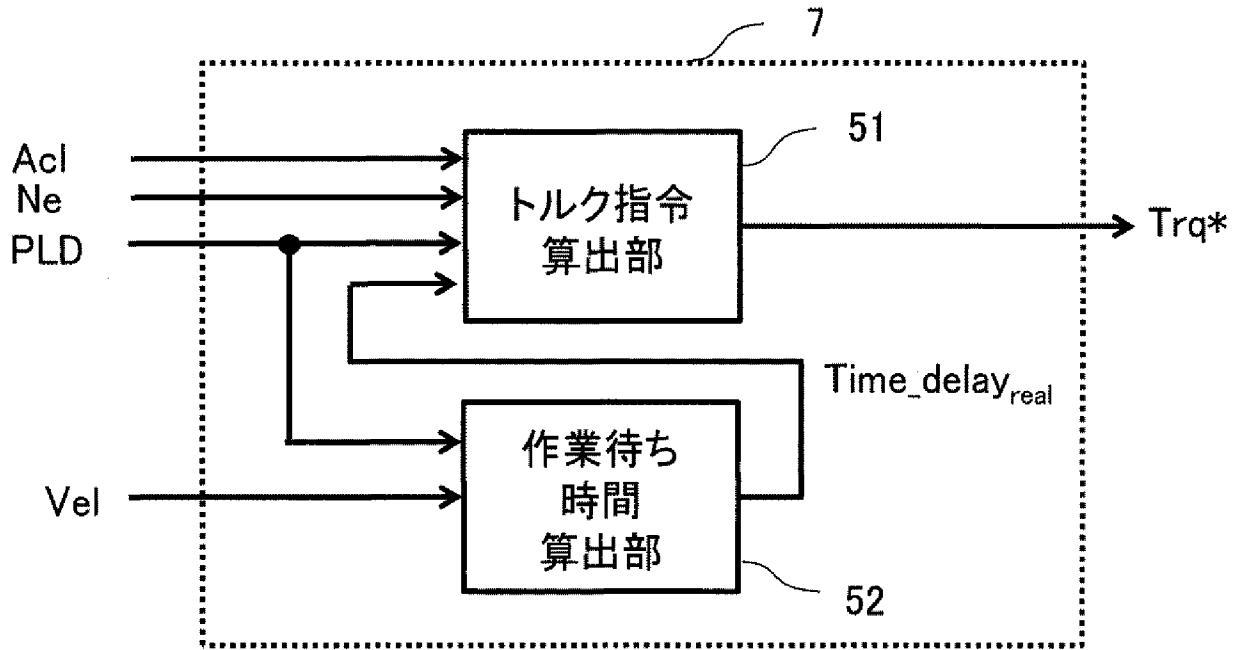 7
51
Acl
Ne
PLD
トルク指令
算出部
Trq*
Time_delay_real
作業待ち
時間
算出部
Vel
52